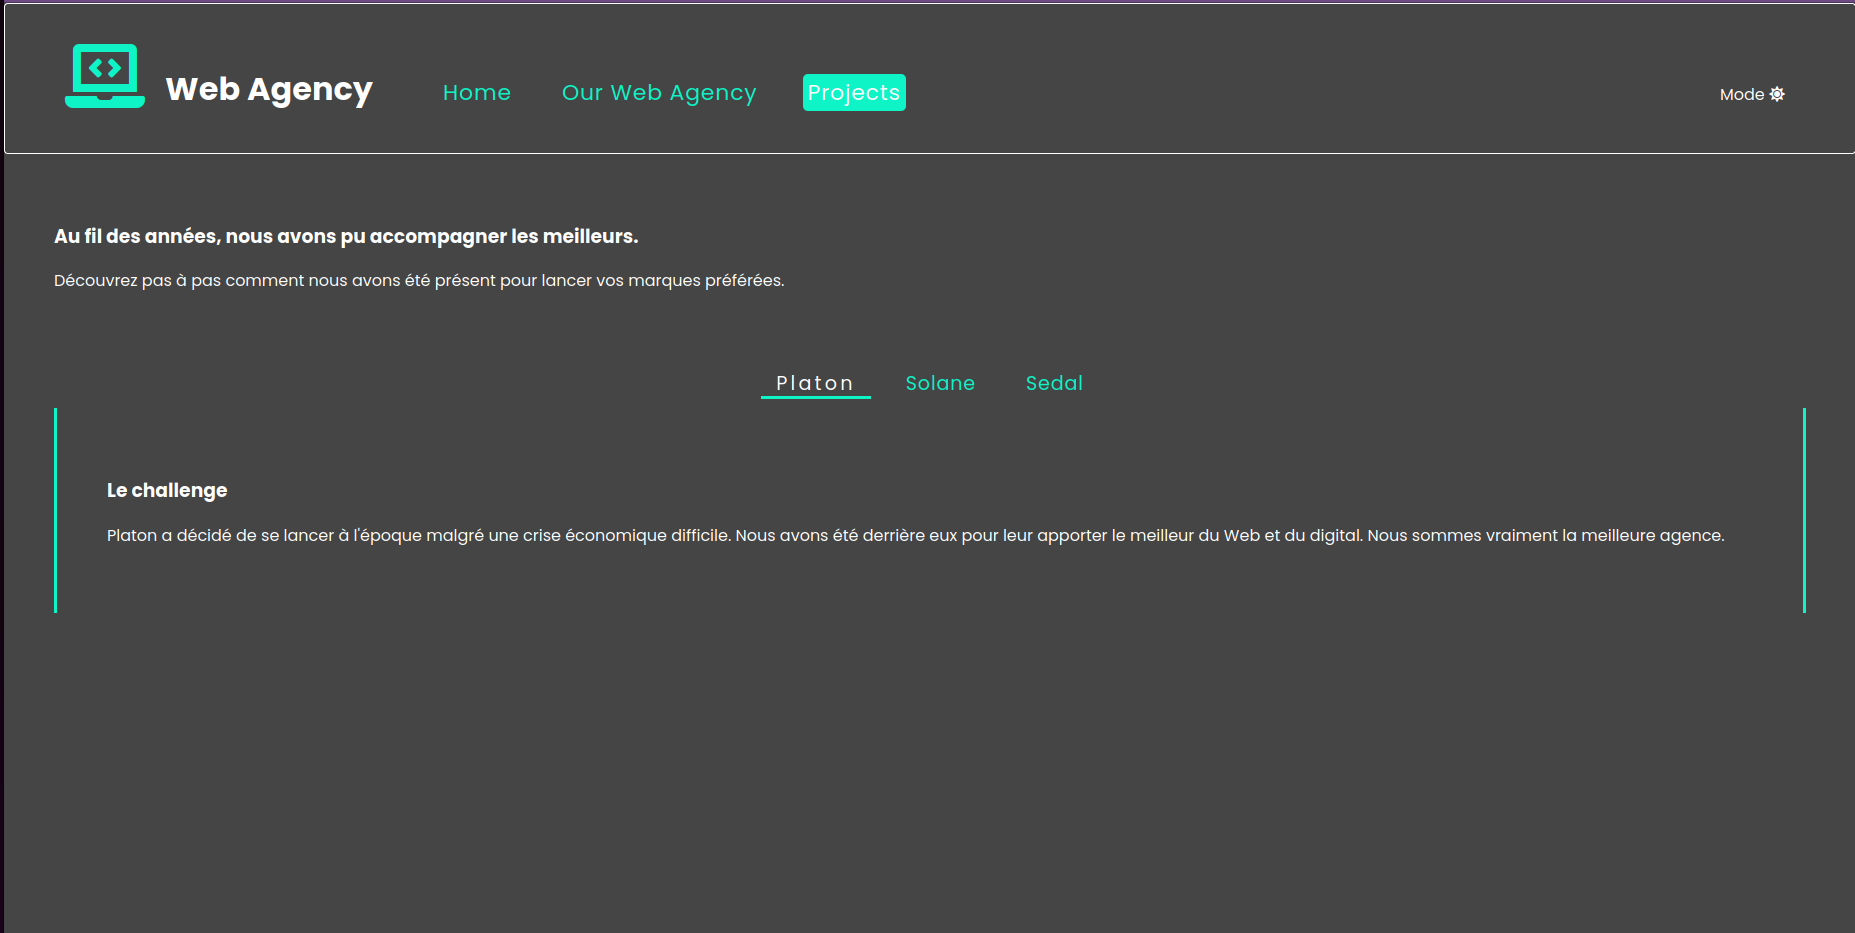 Web Agency
Home
Our Web Agency
Projects
Mode
Au fil des années, nous avons pu accompagner les meilleurs.
Découvrez pas à pas comment nous avons été présent pour lancer vos marques préférées.
Platon
Solane
Sedal
Le challenge
Platon a décidé de se lancer à l'époque malgré une crise économique difficile. Nous avons été derrière eux pour leur apporter le meilleur du Web et du digital. Nous sommes vraiment la meilleure agence.